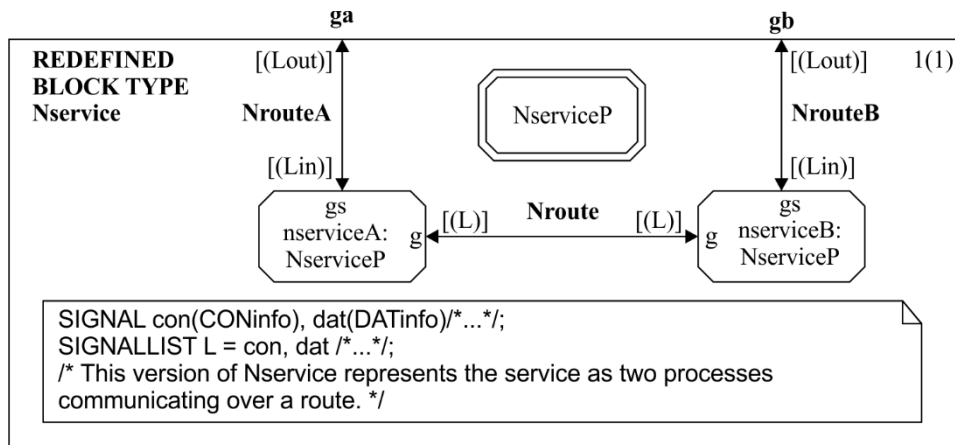 ga
gb
REDEFINED
BLOCK TYPE
Nservice
[(Lout)]
[(Lout)]
1(1)
NrouteA
NserviceP
NrouteB
[(Lin)]
[(Lin)]
gs
nserviceA:
NserviceP
g
[(L)]
Nroute
[(L)]
g
gs
nserviceB:
NserviceP
SIGNAL con(CONinfo), dat(DATinfo)/*...*/;
SIGNALLIST L = con, dat /*...*/;
/* This version of Nservice represents the service as two processes
communicating over a route. */